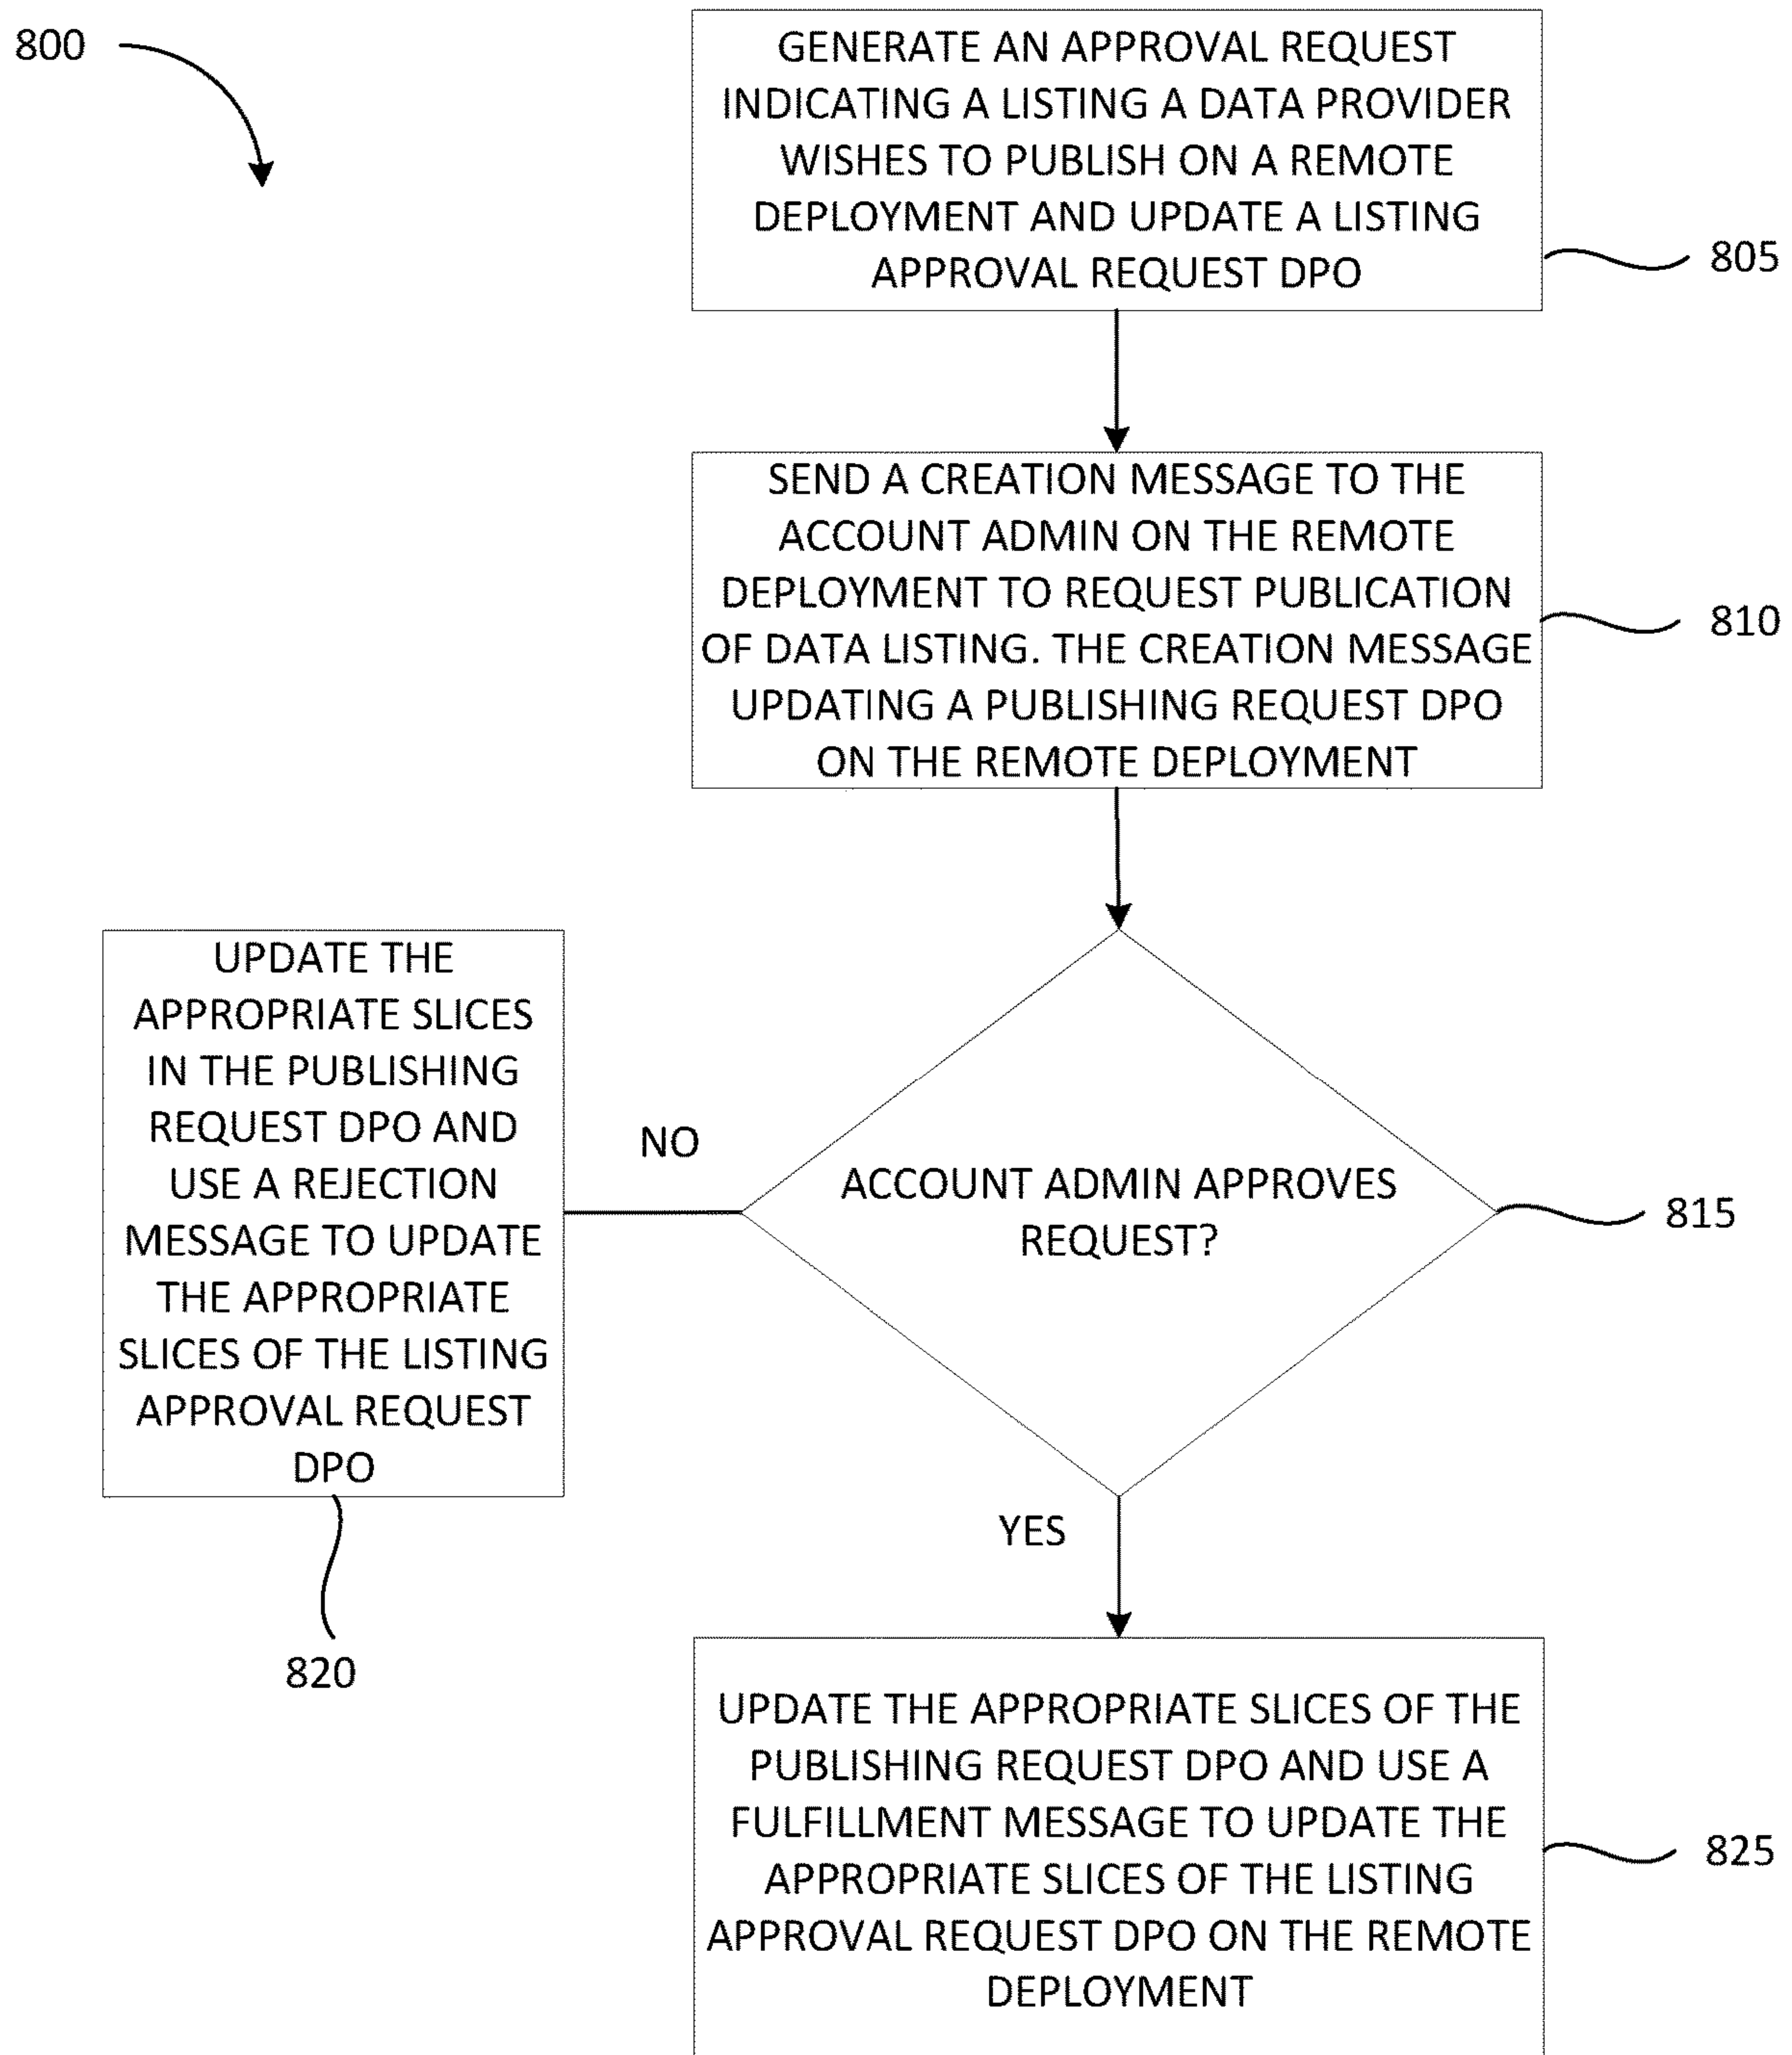 800
GENERATE AN APPROVAL REQUEST
INDICATING A LISTING A DATA PROVIDER
WISHES TO PUBLISH ON A REMOTE
DEPLOYMENT AND UPDATE A LISTING
APPROVAL REQUEST DPO
805
SEND A CREATION MESSAGE TO THE
ACCOUNT ADMIN ON THE REMOTE
DEPLOYMENT TO REQUEST PUBLICATION
OF DATA LISTING. THE CREATION MESSAGE
UPDATING A PUBLISHING REQUEST DPO
ON THE REMOTE DEPLOYMENT
810
ACCOUNT ADMIN APPROVES
REQUEST?
815
NO
UPDATE THE
APPROPRIATE SLICES
IN THE PUBLISHING
REQUEST DPO AND
USE A REJECTION
MESSAGE TO UPDATE
THE APPROPRIATE
SLICES OF THE LISTING
APPROVAL REQUEST
DPO
820
YES
UPDATE THE APPROPRIATE SLICES OF THE
PUBLISHING REQUEST DPO AND USE A
FULFILLMENT MESSAGE TO UPDATE THE
APPROPRIATE SLICES OF THE LISTING
APPROVAL REQUEST DPO ON THE REMOTE
DEPLOYMENT
825